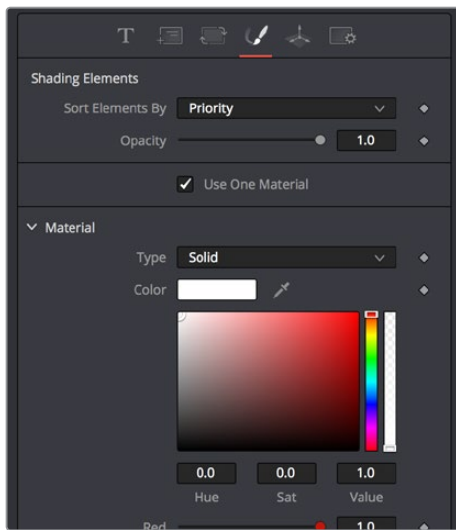 T
Shading Elements
Sort Elements By Priority
Opacity 1.0
Use One Material
Material
Type Solid
Color
0.0 0.0 1.0
Hue Sat Value
Red 1.0